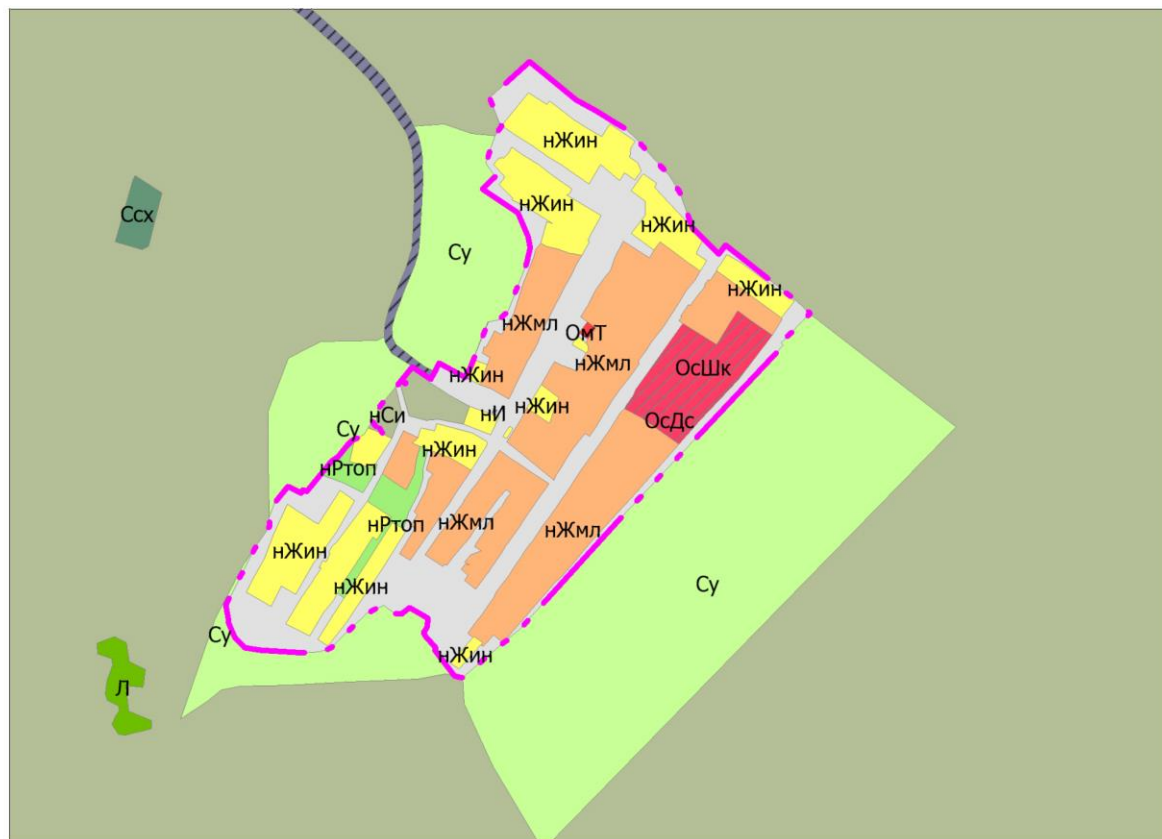 нЖин
Ссх
нЖин
нЖин
Су
нЖин
нЖмл
ОмТ
нЖмл
ОсШк
нЖин
нЖин
нИ
нСи
ОсДс
Су
нЖин
нРтоп
нРтоп
нЖмл
нЖмл
нЖин
нЖин
Су
Су
нЖин
Л